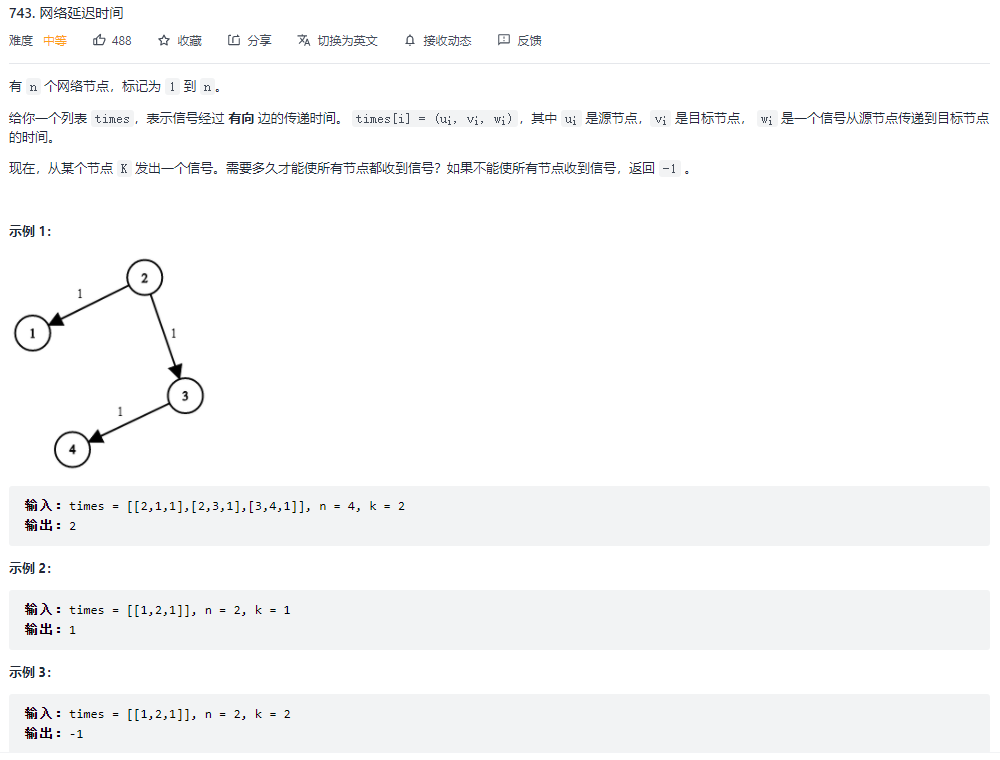 743. 网络延迟时间
难度 中等 488 收藏 分享 切换为英文 接收动态 反馈
有 n 个网络节点，标记为 1 到 n。
给你一个列表 times，表示信号经过 有向 边的传递时间。 times[i] = (ui, vi, wi)，其中 ui 是源节点，vi 是目标节点， wi 是一个信号从源节点传递到目标节点
的时间。
现在，从某个节点 K 发出一个信号。需要多久才能使所有节点都收到信号？如果不能使所有节点收到信号，返回 -1 。
示例 1：
2
1
1
1
3
1
4
输入：times = [[2,1,1],[2,3,1],[3,4,1]], n = 4, k = 2
输出：2
示例 2：
输入：times = [[1,2,1]], n = 2, k = 1
输出：1
示例 3：
输入：times = [[1,2,1]], n = 2, k = 2
输出：-1